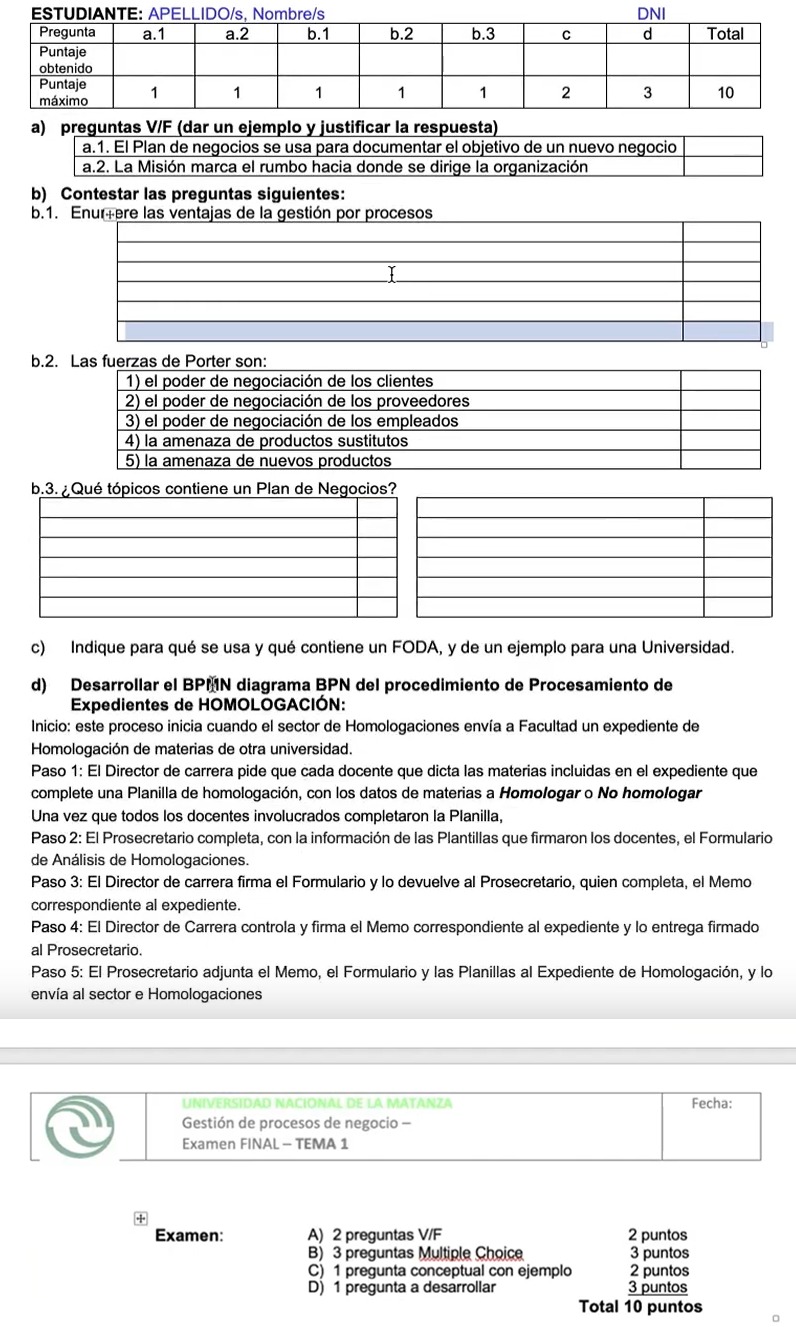 ESTUDIANTE: APELLIDO/s, Nombre/s DNI
Pregunta a.1 a.2 b.1 b.2 b.3 c d Total
Puntaje
obtenido
Puntaje
máximo 1 1 1 1 1 2 3 10
a) preguntas V/F (dar un ejemplo y justificar la respuesta)
a.1. El Plan de negocios se usa para documentar el objetivo de un nuevo negocio
a.2. La Misión marca el rumbo hacia donde se dirige la organización
b) Contestar las preguntas siguientes:
b.1. Enumere las ventajas de la gestión por procesos
b.2. Las fuerzas de Porter son:
1) el poder de negociación de los clientes
2) el poder de negociación de los proveedores
3) el poder de negociación de los empleados
4) la amenaza de productos sustitutos
5) la amenaza de nuevos productos
b.3. ¿Qué tópicos contiene un Plan de Negocios?
c) Indique para qué se usa y qué contiene un FODA, y de un ejemplo para una Universidad.
d) Desarrollar el BPMN diagrama BPN del procedimiento de Procesamiento de
Expedientes de HOMOLOGACIÓN:
Inicio: este proceso inicia cuando el sector de Homologaciones envía a Facultad un expediente de
Homologación de materias de otra universidad.
Paso 1: El Director de carrera pide que cada docente que dicta las materias incluidas en el expediente que
complete una Planilla de homologación, con los datos de materias a Homologar o No homologar
Una vez que todos los docentes involucrados completaron la Planilla,
Paso 2: El Prosecretario completa, con la información de las Plantillas que firmaron los docentes, el Formulario
de Análisis de Homologaciones.
Paso 3: El Director de carrera firma el Formulario y lo devuelve al Prosecretario, quien completa, el Memo
correspondiente al expediente.
Paso 4: El Director de Carrera controla y firma el Memo correspondiente al expediente y lo entrega firmado
al Prosecretario.
Paso 5: El Prosecretario adjunta el Memo, el Formulario y las Planillas al Expediente de Homologación, y lo
envía al sector e Homologaciones
UNIVERSIDAD NACIONAL DE LA MATANZA Fecha:
Gestión de procesos de negocio –
Examen FINAL – TEMA 1
Examen: A) 2 preguntas V/F 2 puntos
B) 3 preguntas Multiple Choice 3 puntos
C) 1 pregunta conceptual con ejemplo 2 puntos
D) 1 pregunta a desarrollar 3 puntos
Total 10 puntos